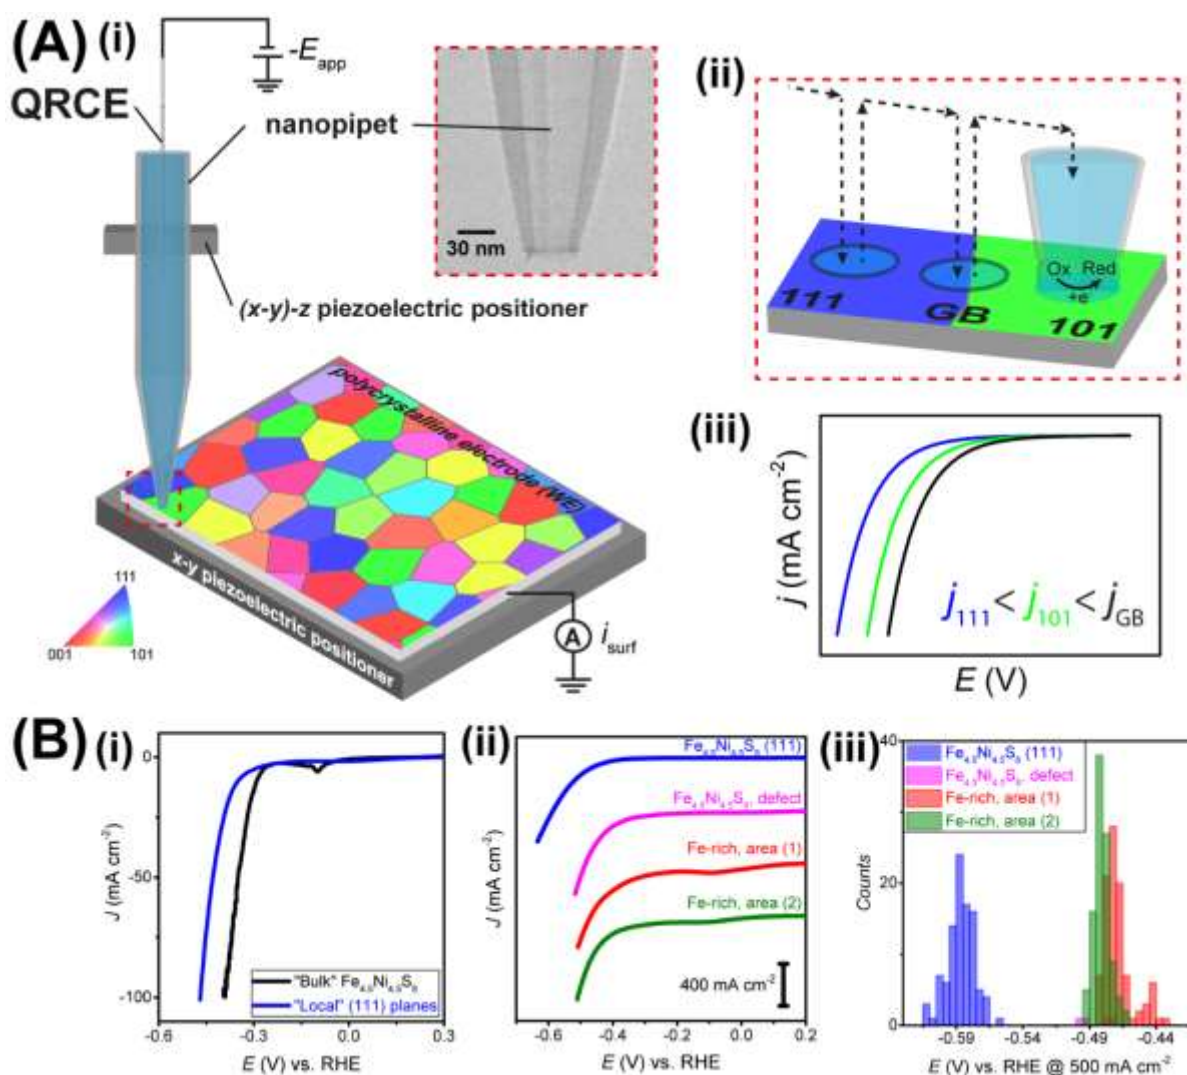 (A) (i)
-E_app
QRCE
nanopipet
30 nm
(x-y)-z piezoelectric positioner
polycrystalline electrode (WE)
x-y piezoelectric positioner
111
001
101
A
i_surf
(ii)
111
GB
101
Ox
Red
+e
(iii)
j (mA cm⁻²)
j₁₁₁ < j₁₀₁ < j_GB
E (V)
(B) (i)
0
-50
-100
J (mA cm⁻²)
"Bulk" Fe₄.₅Ni₄.₅S₈
"Local" (111) planes
-0.6
-0.3
0.0
0.3
E (V) vs. RHE
(ii)
Fe₄.₅Ni₄.₅S₈ (111)
Fe₄.₅Ni₄.₅S₈, defect
Fe-rich, area (1)
Fe-rich, area (2)
400 mA cm⁻²
J (mA cm⁻²)
-0.6
-0.4
-0.2
0.0
0.2
E (V) vs. RHE
(iii)
40
20
0
Counts
Fe₄.₅Ni₄.₅S₈ (111)
Fe₄.₅Ni₄.₅S₈, defect
Fe-rich, area (1)
Fe-rich, area (2)
-0.59
-0.54
-0.49
-0.44
E (V) vs. RHE @ 500 mA cm⁻²